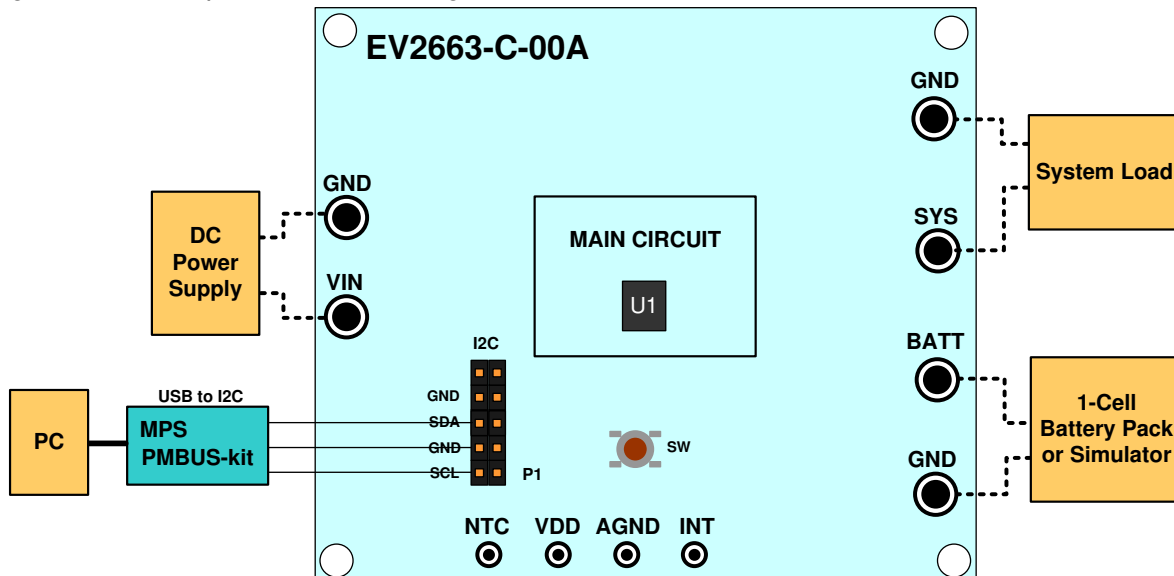 EV2663-C-00A
GND
System Load
SYS
GND
DC
Power
Supply
VIN
MAIN CIRCUIT
U1
I2C
BATT
GND
1-Cell
Battery Pack
or Simulator
GND
USB to I2C
PC
MPS
PMBUS-kit
SDA
GND
SCL
P1
SW
NTC
VDD
AGND
INT